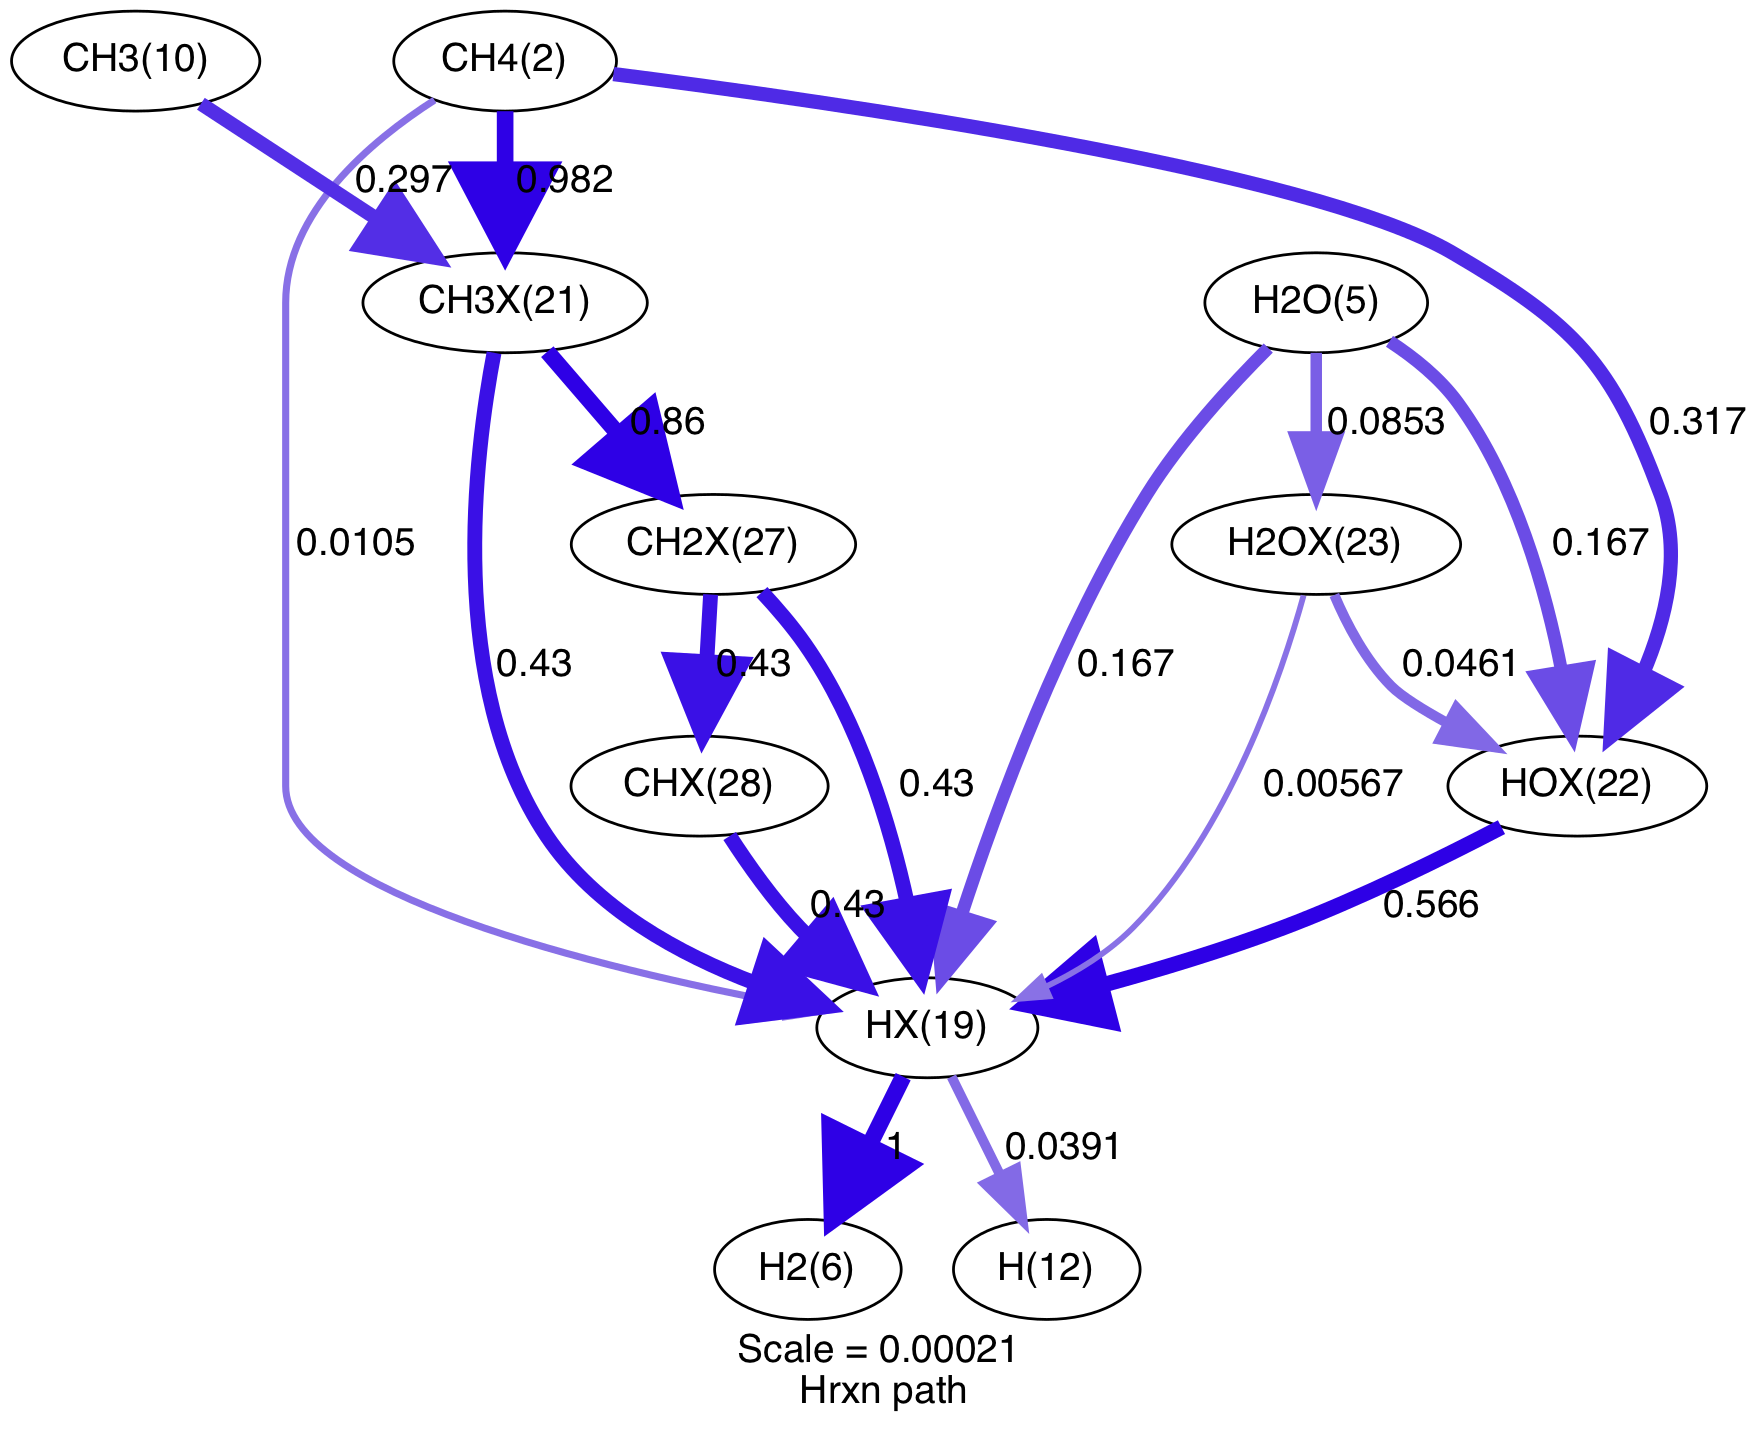 CH3(10)
CH4(2)
0.297
0.982
CH3X(21)
H2O(5)
0.86
0.0853
0.317
0.0105
CH2X(27)
H2OX(23)
0.167
0.43
0.43
0.167
0.0461
CHX(28)
0.43
0.00567
HOX(22)
0.43
0.566
HX(19)
1
0.0391
H2(6)
H(12)
Scale = 0.00021
Hrxn path